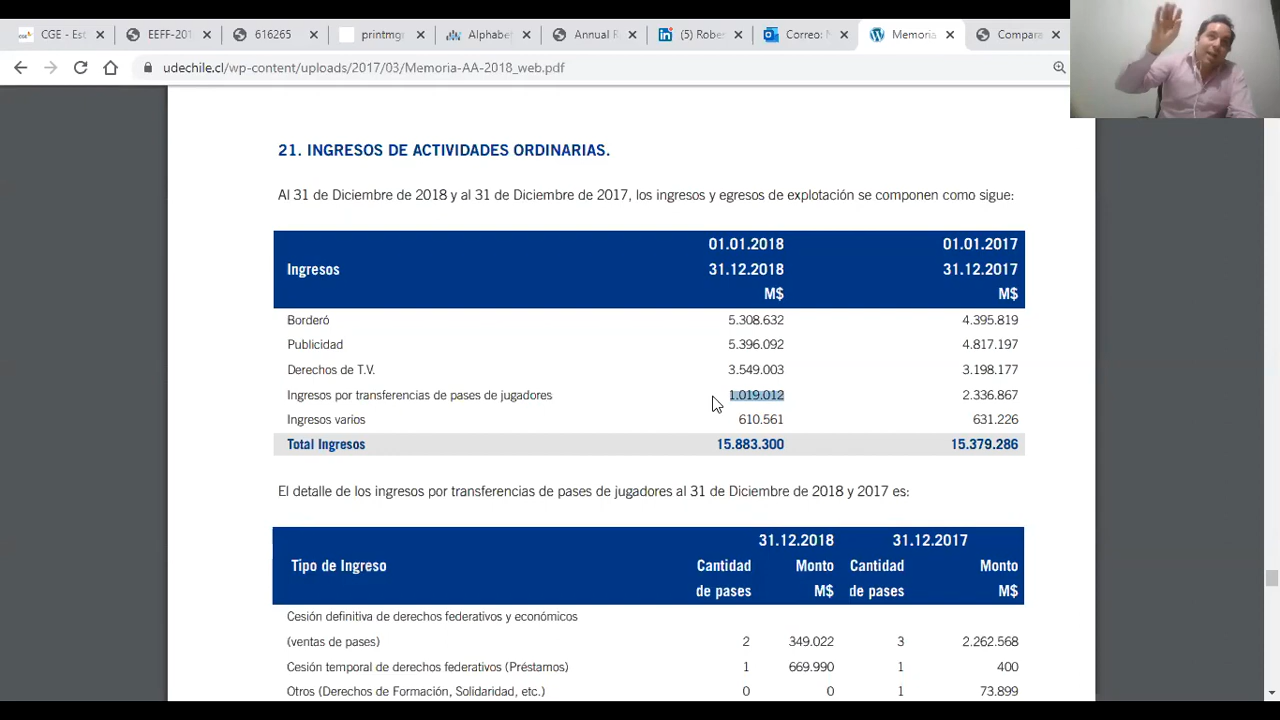 CGE - Est
EEFF-201
616265
printmg
Alphabe
Annual R
(5) Rober
Correo: N
Memoria
Compara
udechile.cl/wp-content/uploads/2017/03/Memoria-AA-2018_web.pdf
21. INGRESOS DE ACTIVIDADES ORDINARIAS.
Al 31 de Diciembre de 2018 y al 31 de Diciembre de 2017, los ingresos y egresos de explotación se componen como sigue:
01.01.2018 01.01.2017
Ingresos 31.12.2018 31.12.2017
M$ M$
Borderó 5.308.632 4.395.819
Publicidad 5.396.092 4.817.197
Derechos de T.V. 3.549.003 3.198.177
Ingresos por transferencias de pases de jugadores 1.019.012 2.336.867
Ingresos varios 610.561 631.226
Total Ingresos 15.883.300 15.379.286
El detalle de los ingresos por transferencias de pases de jugadores al 31 de Diciembre de 2018 y 2017 es:
31.12.2018 31.12.2017
Tipo de Ingreso Cantidad Monto Cantidad Monto
de pases M$ de pases M$
Cesión definitiva de derechos federativos y económicos
(ventas de pases) 2 349.022 3 2.262.568
Cesión temporal de derechos federativos (Préstamos) 1 669.990 1 400
Otros (Derechos de Formación, Solidaridad, etc.) 0 0 1 73.899